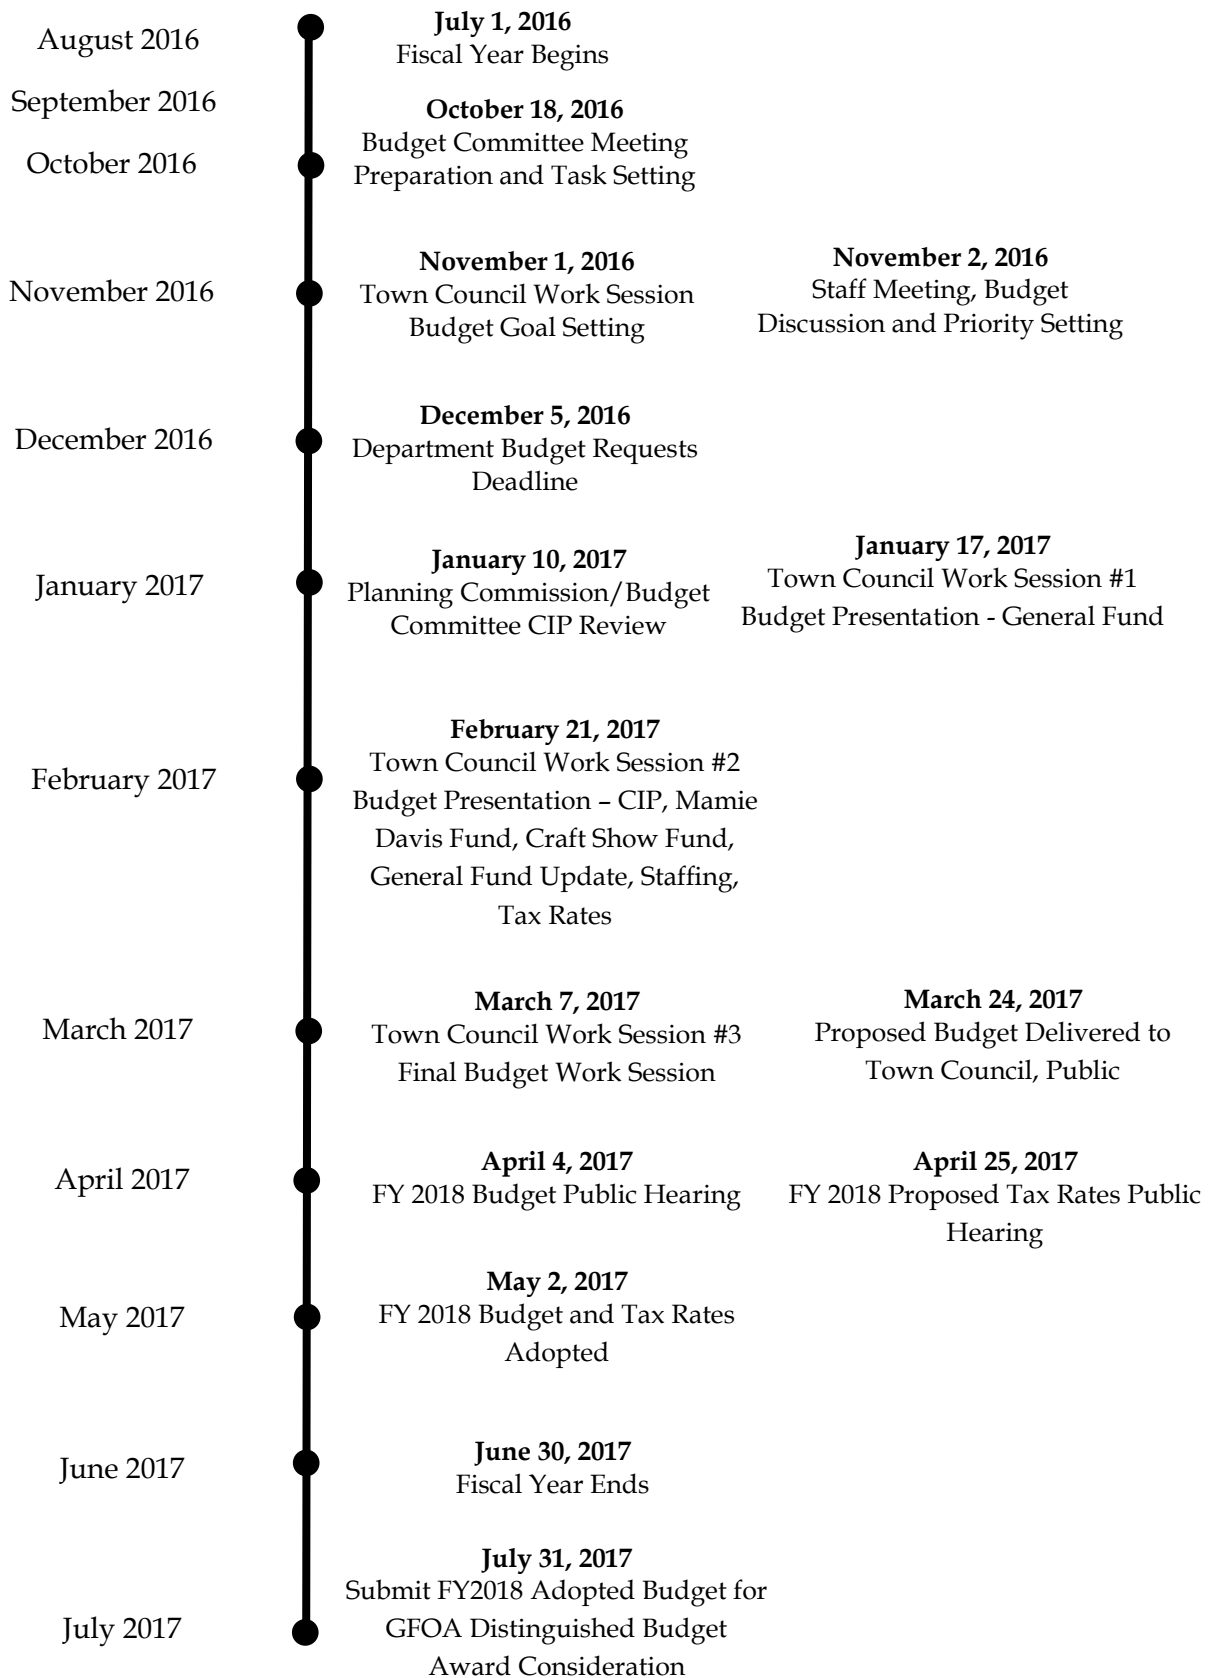 August 2016
July 1, 2016
Fiscal Year Begins
September 2016
October 18, 2016
Budget Committee Meeting
Preparation and Task Setting
October 2016
November 2016
November 1, 2016
Town Council Work Session
Budget Goal Setting
November 2, 2016
Staff Meeting, Budget
Discussion and Priority Setting
December 2016
December 5, 2016
Department Budget Requests
Deadline
January 2017
January 10, 2017
Planning Commission/Budget
Committee CIP Review
January 17, 2017
Town Council Work Session #1
Budget Presentation - General Fund
February 2017
February 21, 2017
Town Council Work Session #2
Budget Presentation – CIP, Mamie
Davis Fund, Craft Show Fund,
General Fund Update, Staffing,
Tax Rates
March 2017
March 7, 2017
Town Council Work Session #3
Final Budget Work Session
March 24, 2017
Proposed Budget Delivered to
Town Council, Public
April 2017
April 4, 2017
FY 2018 Budget Public Hearing
April 25, 2017
FY 2018 Proposed Tax Rates Public
Hearing
May 2017
May 2, 2017
FY 2018 Budget and Tax Rates
Adopted
June 2017
June 30, 2017
Fiscal Year Ends
July 2017
July 31, 2017
Submit FY2018 Adopted Budget for
GFOA Distinguished Budget
Award Consideration